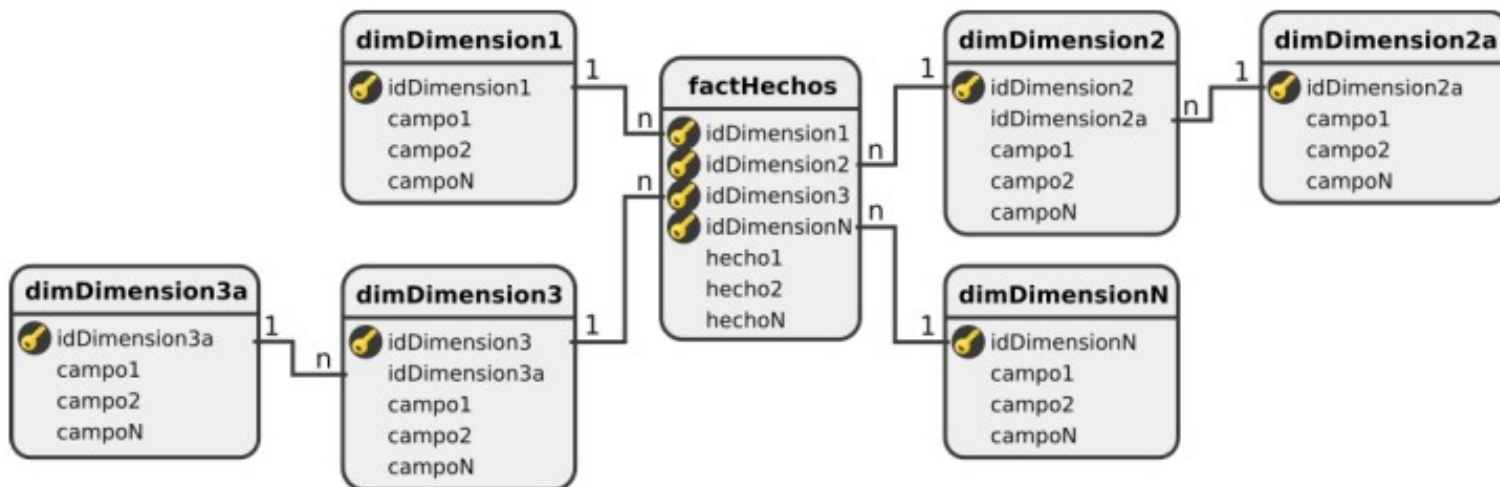 dimDimension1
idDimension1
campo1
campo2
campoN
1
n
factHechos
idDimension1
idDimension2
idDimension3
idDimensionN
hecho1
hecho2
hechoN
n
1
dimDimension2
idDimension2
idDimension2a
campo1
campo2
campoN
n
1
dimDimension2a
idDimension2a
campo1
campo2
campoN
dimDimension3a
idDimension3a
campo1
campo2
campoN
1
n
dimDimension3
idDimension3
idDimension3a
campo1
campo2
campoN
1
n
n
1
dimDimensionN
idDimensionN
campo1
campo2
campoN